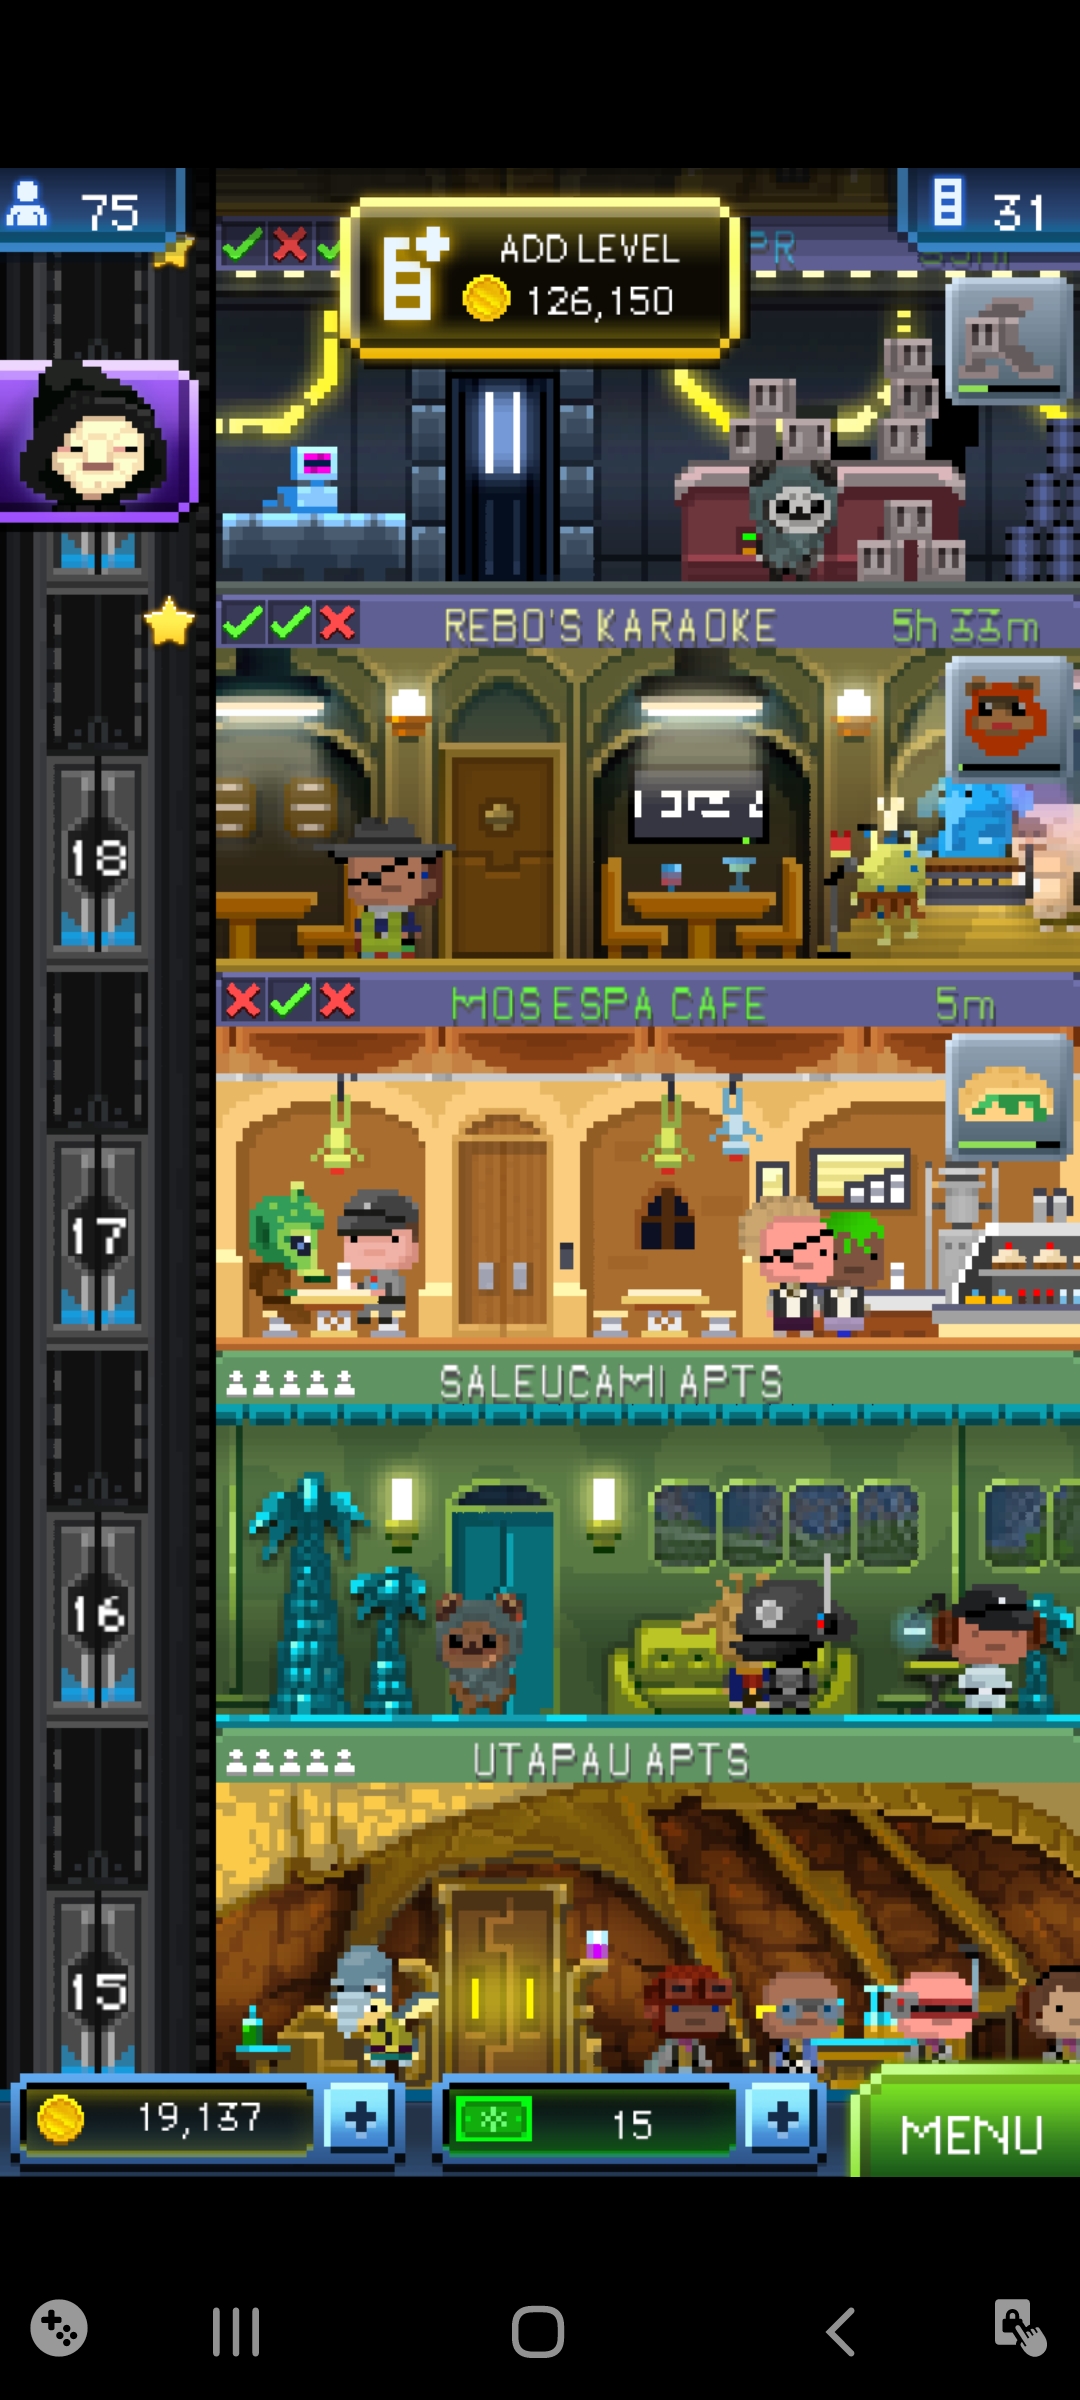 75
31
ADD LEVEL
126,150
PR
REBO'S KARAOKE 5h 33m
18
MOS ESPA CAFE 5m
17
SALEUCAMI APTS
16
UTAPAU APTS
15
19,137
15
MENU